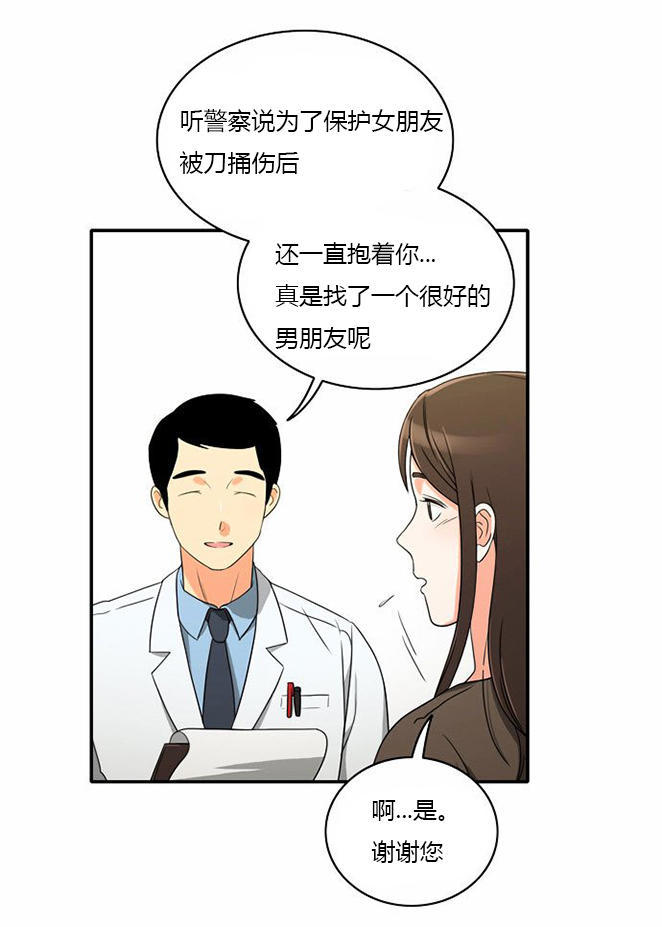 听警察说为了保护女朋友
被刀捅伤后
还一直抱着你...
真是找了一个很好的
男朋友呢
啊...是。
谢谢您